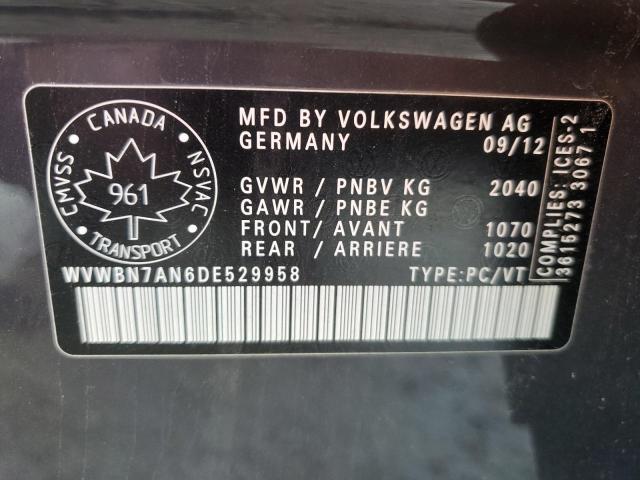 CANADA
CMVSS
NSVAC
961
TRANSPORT
MFD BY VOLKSWAGEN AG
GERMANY 09/12
GVWR / PNBV KG 2040
GAWR / PNBE KG
FRONT/ AVANT 1070
REAR / ARRIERE 1020
WVWBN7AN6DE529958 TYPE:PC/VT
COMPLIES: ICES-2
3615273 3067 1